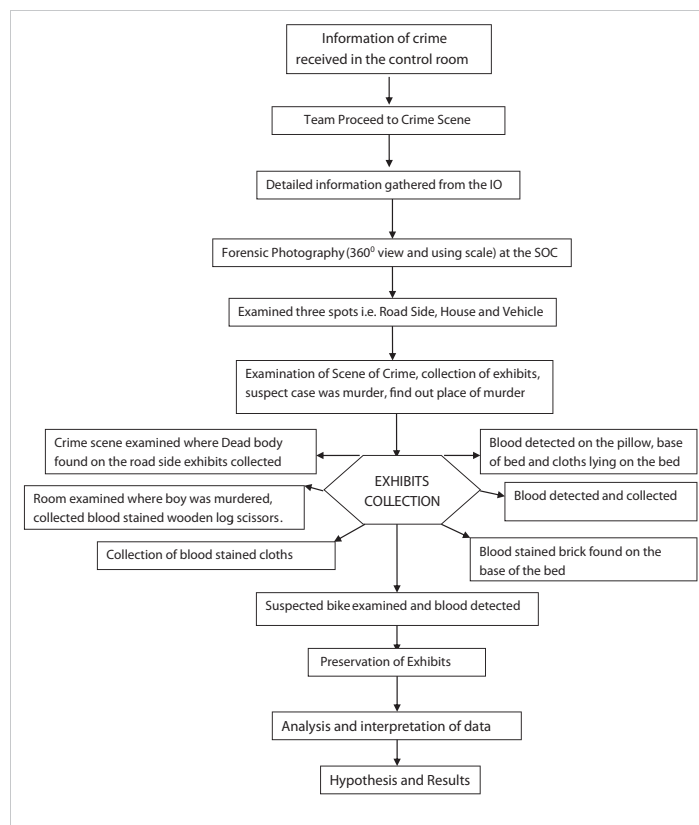 Information of crime
received in the control room
Team Proceed to Crime Scene
Detailed information gathered from the IO
Forensic Photography (360⁰ view and using scale) at the SOC
Examined three spots i.e. Road Side, House and Vehicle
Examination of Scene of Crime, collection of exhibits,
suspect case was murder, find out place of murder
Crime scene examined where Dead body
found on the road side exhibits collected
Blood detected on the pillow, base
of bed and cloths lying on the bed
EXHIBITS
COLLECTION
Room examined where boy was murdered,
collected blood stained wooden log scissors.
Blood detected and collected
Collection of blood stained cloths
Blood stained brick found on the
base of the bed
Suspected bike examined and blood detected
Preservation of Exhibits
Analysis and interpretation of data
Hypothesis and Results